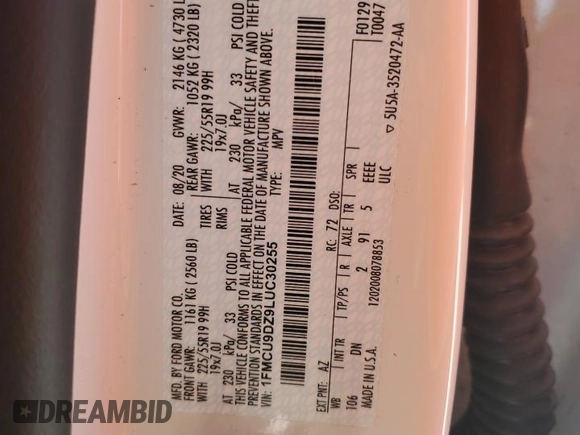 MFD. BY FORD MOTOR CO.
DATE: 08/20 GVWR: 2146 KG ( 4730 L
FRONT GAWR: 1161 KG ( 2560 LB)
REAR GAWR: 1052 KG ( 2320 LB)
WITH 225/55R19 99H TIRES WITH 225/55R19 99H
19x7.0J RIMS 19x7.0J
AT 230 kPa/ 33 PSI COLD AT 230 kPa/ 33 PSI COLD
THIS VEHICLE CONFORMS TO ALL APPLICABLE FEDERAL MOTOR VEHICLE SAFETY AND THEFT
PREVENTION STANDARDS IN EFFECT ON THE DATE OF MANUFACTURE SHOWN ABOVE.
VIN: 1FMCU9DZ9LUC30255 TYPE: MPV
EXT PNT: AZ RC: 72 DSO: F0129
T0047
WB INT TR TP/PS R AXLE TR SPR
106 DN 2 91 5 EEEE
MADE IN U.S.A. 1202008078853 ULC
▽ 5U5A-3520472-AA
DREAMBID